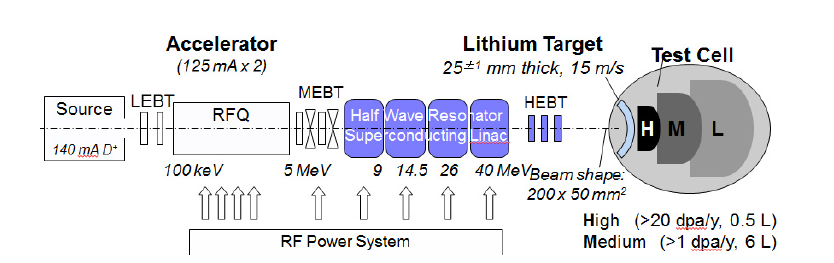 Accelerator
(125 mA x 2)
Lithium Target
25±1 mm thick, 15 m/s
Test Cell
LEBT
MEBT
HEBT
Source
140 mA D+
RFQ
Half Wave Resonator
Superconducting Linac
H M L
100 keV 5 MeV 9 14.5 26 40 MeV
Beam shape:
200 x 50 mm2
RF Power System
High (>20 dpa/y, 0.5 L)
Medium (>1 dpa/y, 6 L)